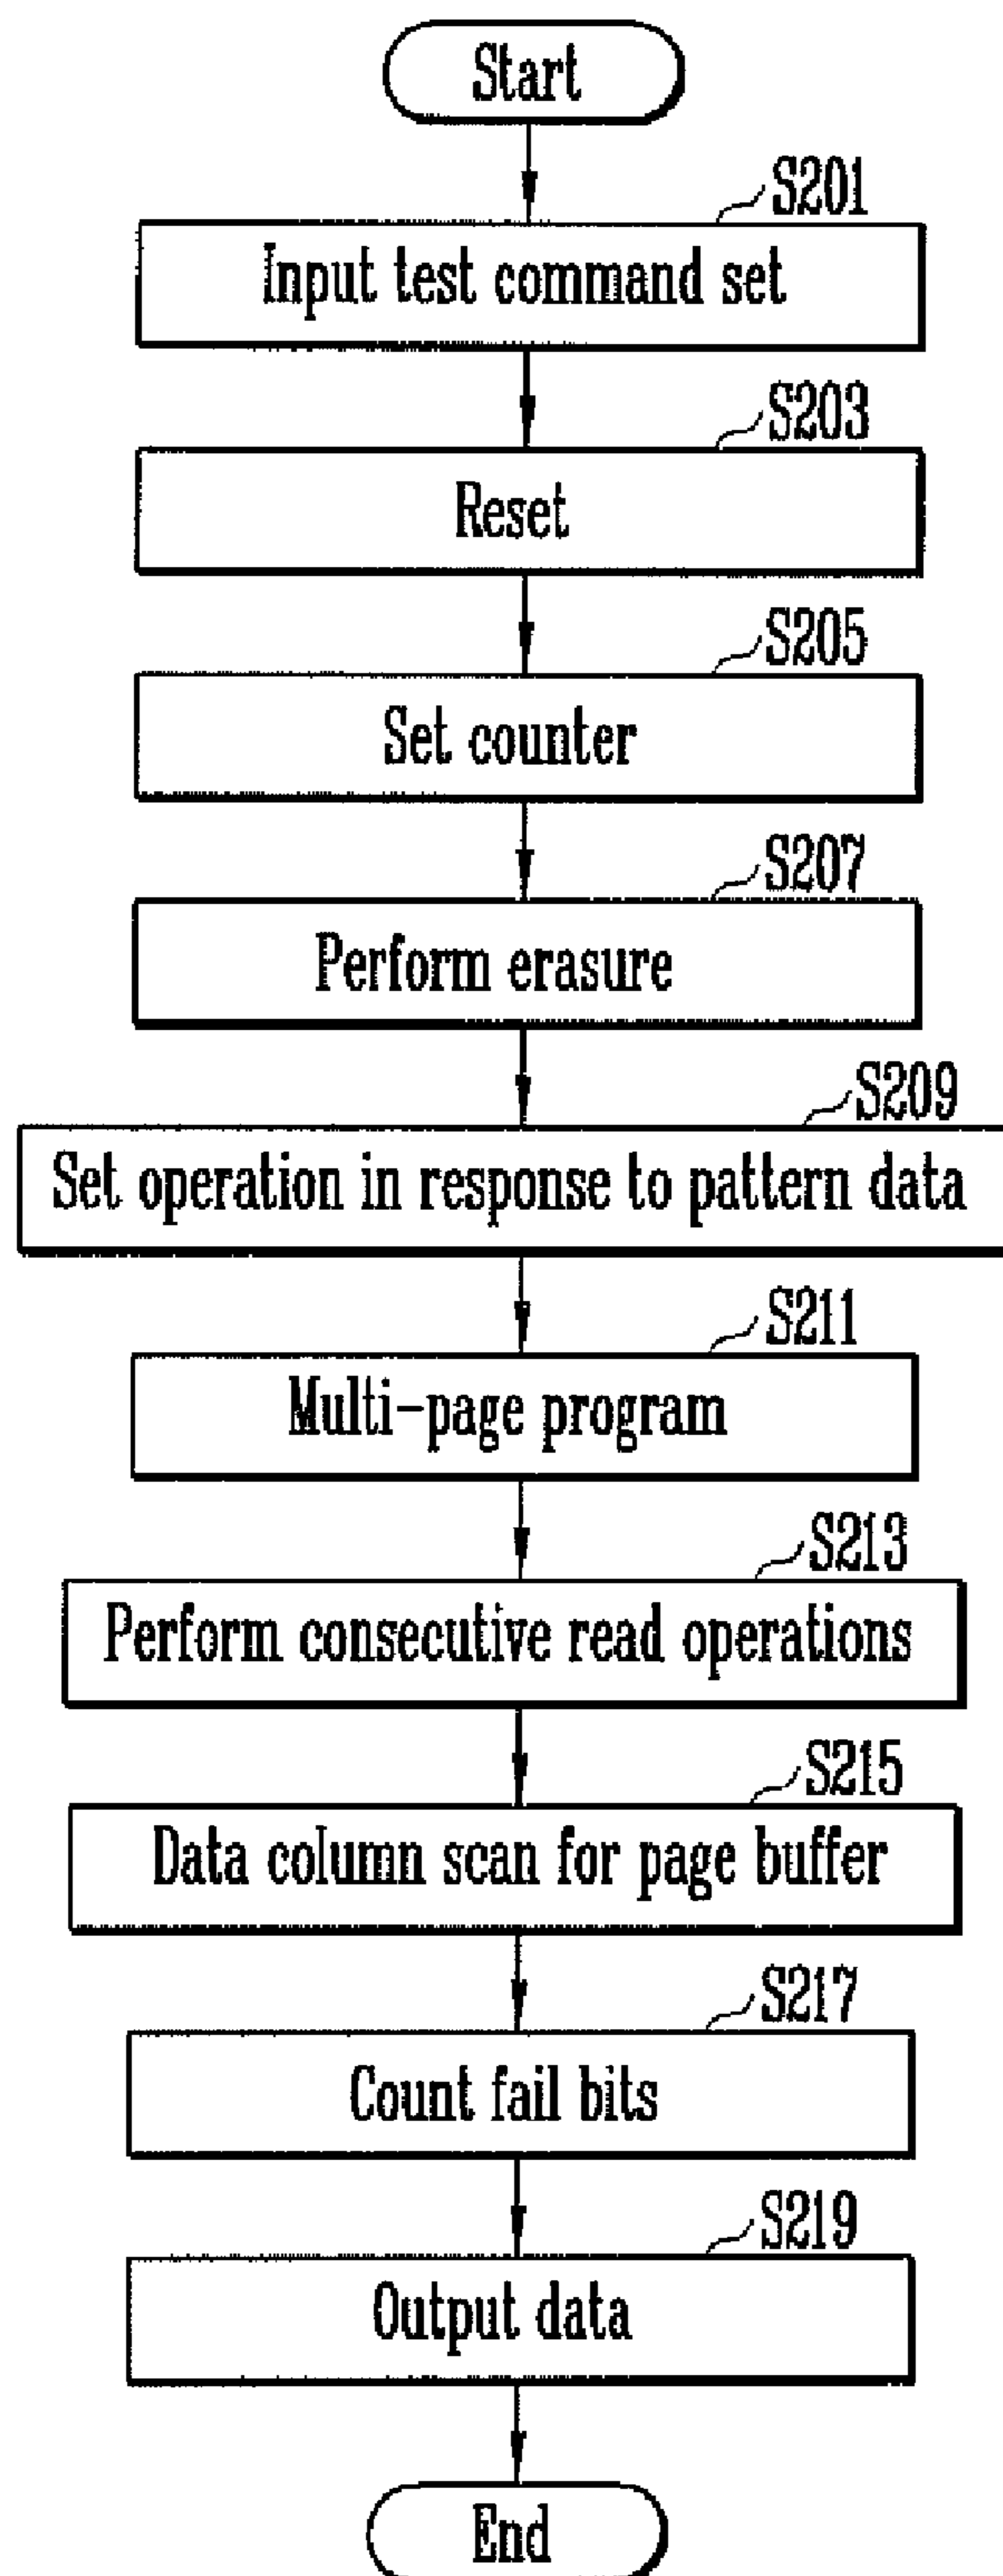 Start
S201
Input test command set
S203
Reset
S205
Set counter
S207
Perform erasure
S209
Set operation in response to pattern data
S211
Multi-page program
S213
Perform consecutive read operations
S215
Data column scan for page buffer
S217
Count fail bits
S219
Output data
End